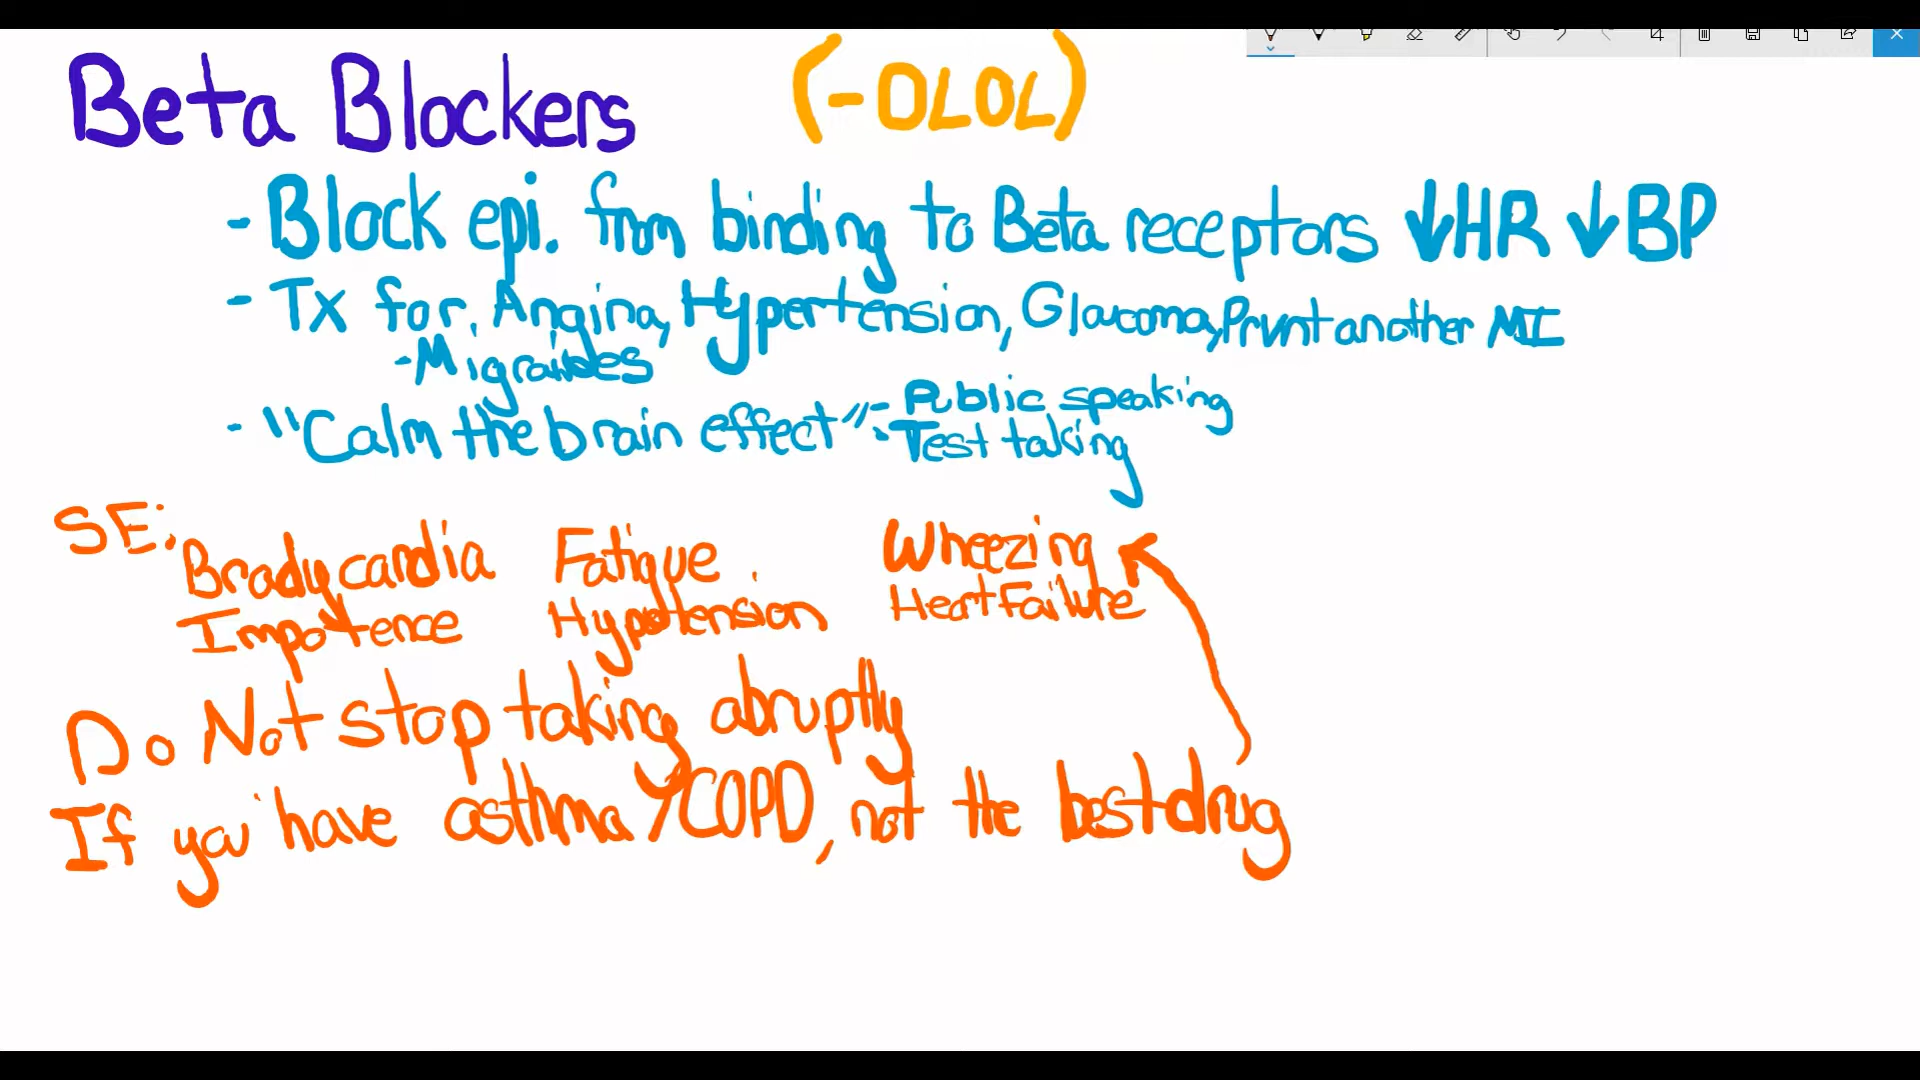 Beta Blockers (-OLOL)
- Block epi. from binding to Beta receptors ↓HR ↓BP
- Tx for: Angina, Hypertension, Glaucoma, Prvnt another MI
- Migraines
- "Calm the brain effect" - Public speaking
- Test taking
SE: Bradycardia Fatigue Wheezing
Impotence Hypotension Heart Failure
Do Not stop taking abruptly
If you have asthma/COPD, not the best drug